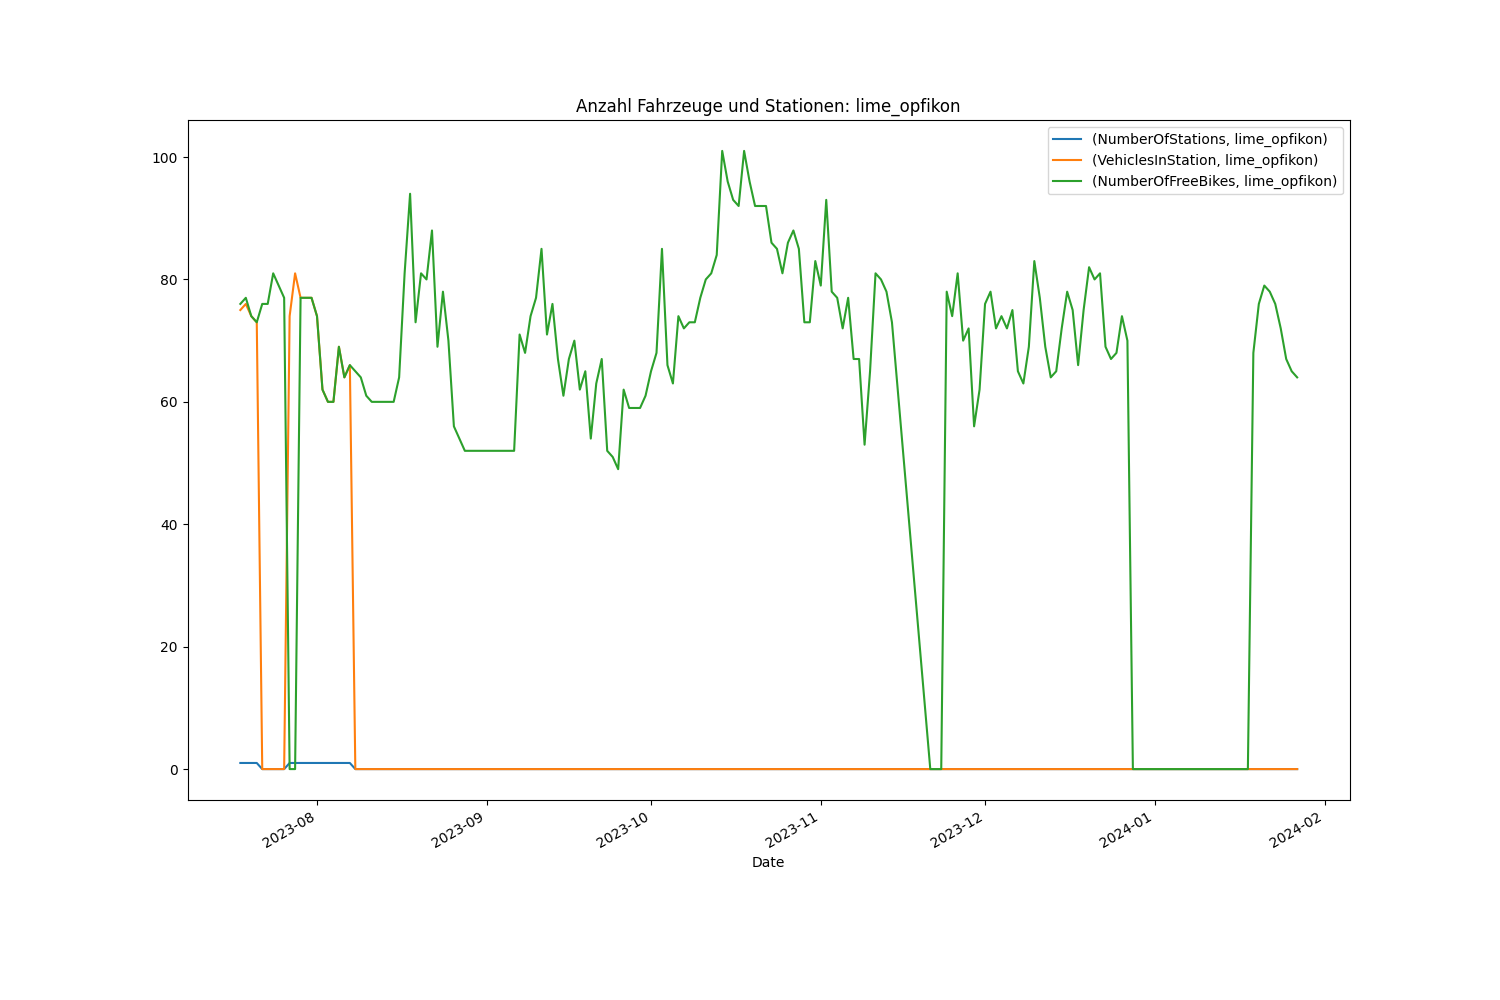 Anzahl Fahrzeuge und Stationen: lime_opfikon
(NumberOfStations, lime_opfikon)
(VehiclesInStation, lime_opfikon)
(NumberOfFreeBikes, lime_opfikon)
100
80
60
40
20
0
2023-08
2023-09
2023-10
2023-11
2023-12
2024-01
2024-02
Date